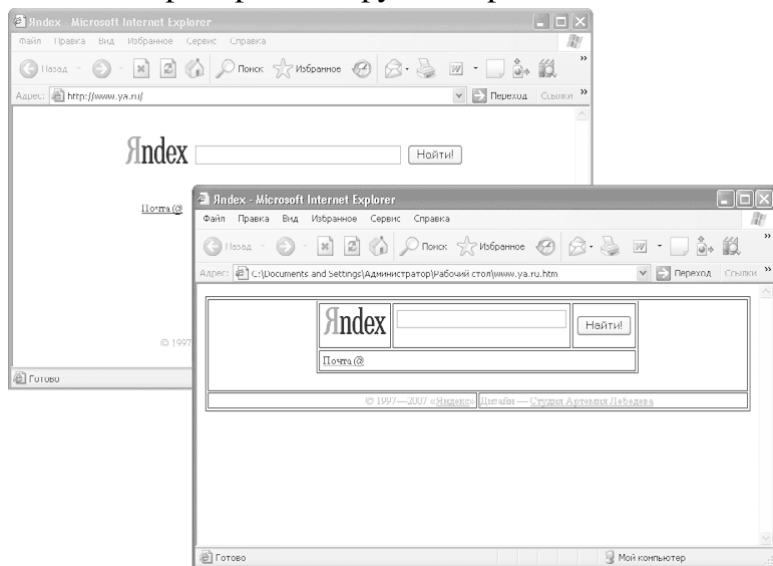 Яndex - Microsoft Internet Explorer
Файл Правка Вид Избранное Сервис Справка
Назад Поиск Избранное
Адрес: http://www.ya.ru/ Переход Ссылки »
Яndex Найти!
Почта@
© 1997
Готово
Яndex - Microsoft Internet Explorer
Файл Правка Вид Избранное Сервис Справка
Назад Поиск Избранное
Адрес: C:\Documents and Settings\Администратор\Рабочий стол\www.ya.ru.htm Переход Ссылки »
Яndex Найти!
Почта@
© 1997—2007 «Яндекс» Дизайн — Студия Артемия Лебедева
Готово Мой компьютер